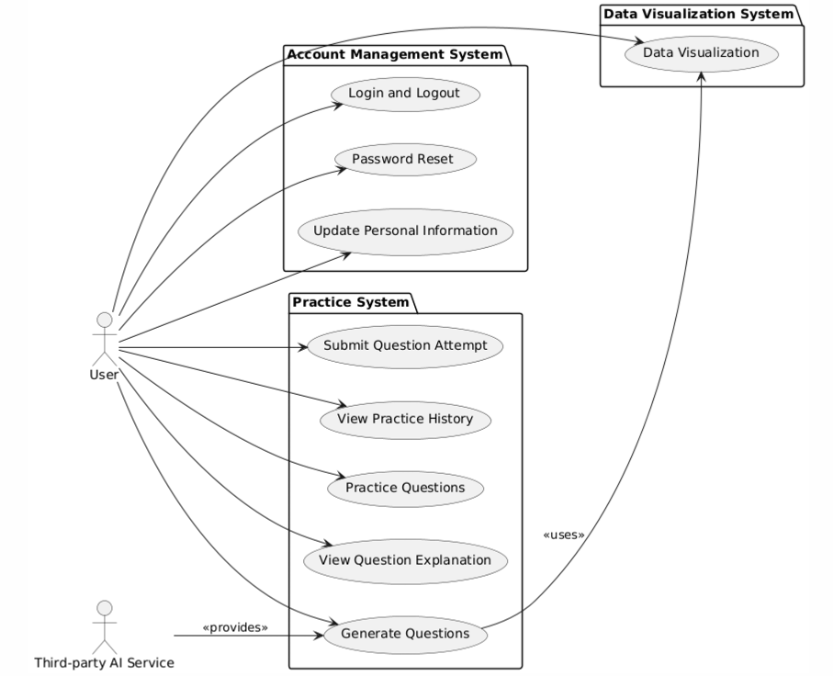 Data Visualization System
Data Visualization
Account Management System
Login and Logout
Password Reset
Update Personal Information
Practice System
Submit Question Attempt
User
View Practice History
Practice Questions
«uses»
View Question Explanation
«provides»
Generate Questions
Third-party AI Service